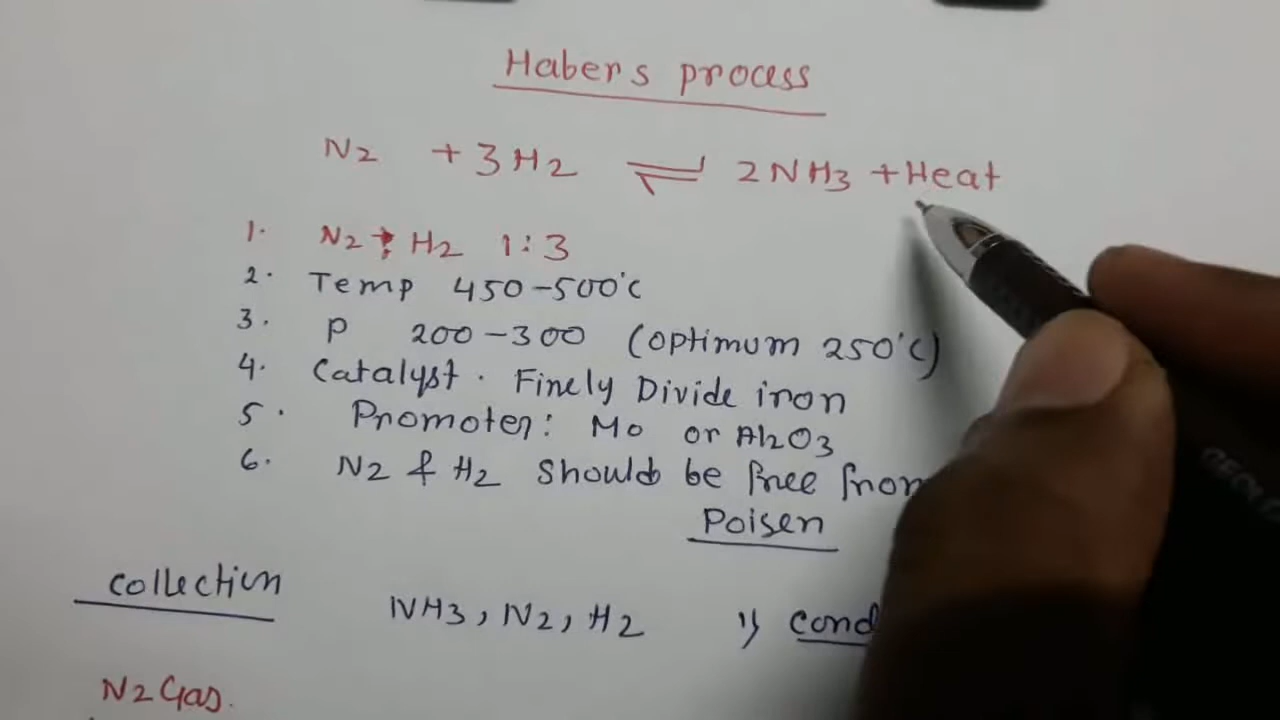 Habers process
N2 + 3H2 ⇌ 2NH3 + Heat
1. N2 : H2 1:3
2. Temp 450-500°C
3. P 200-300 (optimum 250°C)
4. Catalyst. Finely Divide iron
5. Promoter: Mo or Al2O3
6. N2 & H2 should be free from
Poisen
Collection
NH3, N2, H2 1) Cond
N2 Gas.